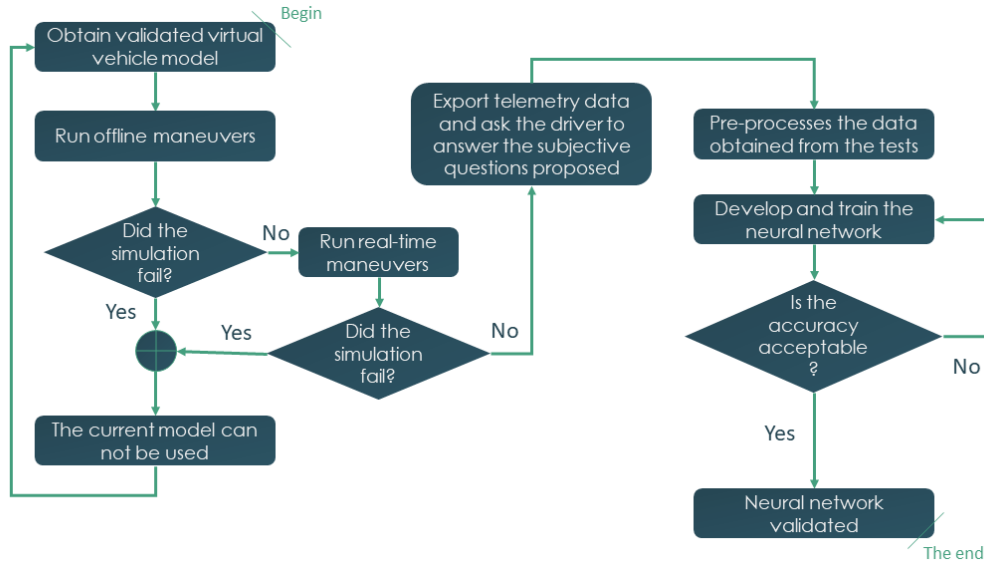 Begin
Obtain validated virtual
vehicle model
Run offline maneuvers
Did the
simulation
fail?
No
Yes
Run real-time
maneuvers
Did the
simulation
fail?
Yes
No
The current model can
not be used
Export telemetry data
and ask the driver to
answer the subjective
questions proposed
Pre-processes the data
obtained from the tests
Develop and train the
neural network
Is the
accuracy
acceptable
?
No
Yes
Neural network
validated
The end